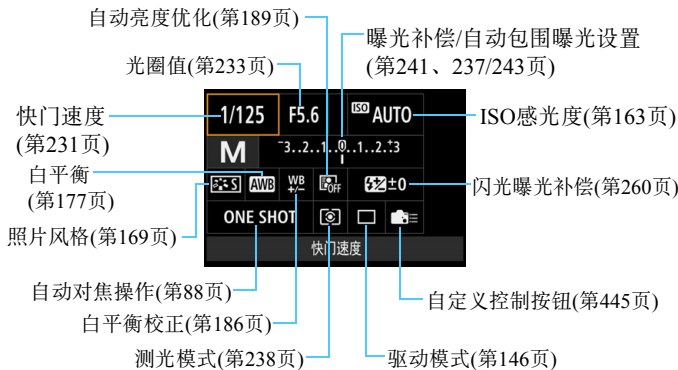 自动亮度优化(第189页)
曝光补偿/自动包围曝光设置
(第241、237/243页)
光圈值(第233页)
快门速度
(第231页)
1/125 F5.6 ISO AUTO
ISO感光度(第163页)
M -3..2..1..0..1..2.+3
白平衡
(第177页)
S AWB WB +/- OFF ±0
闪光曝光补偿(第260页)
照片风格(第169页)
ONE SHOT
快门速度
自动对焦操作(第88页)
自定义控制按钮(第445页)
白平衡校正(第186页)
测光模式(第238页)
驱动模式(第146页)